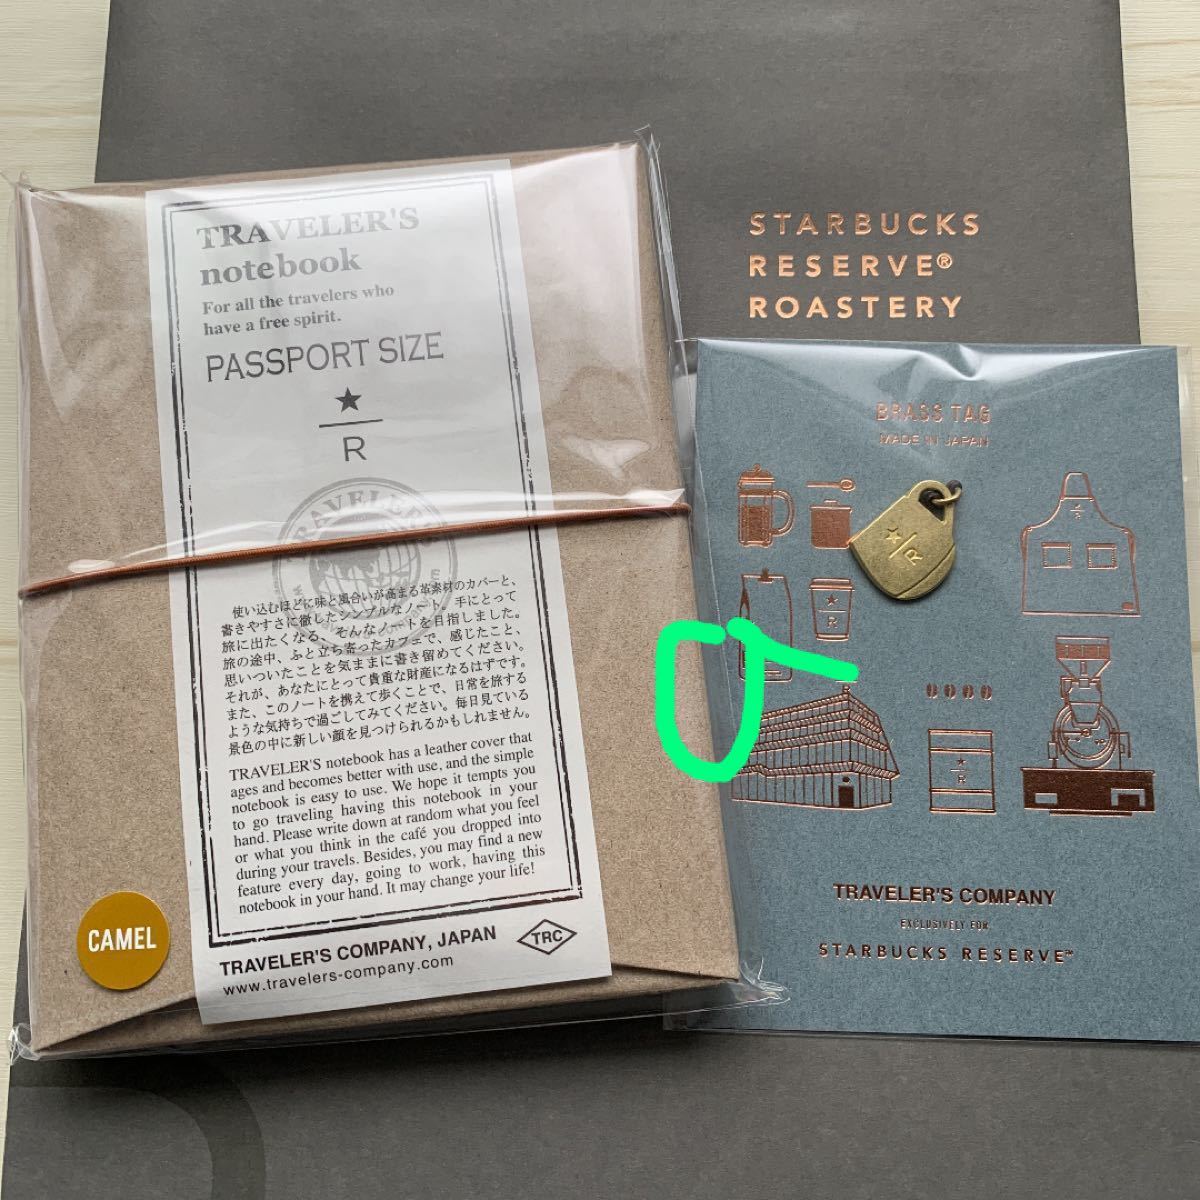 STARBUCKS
RESERVE®
ROASTERY
TRAVELER'S
notebook
For all the travelers who
have a free spirit.
PASSPORT SIZE
R
TRAVELER'S
使い込むほどに味と風合いが高まる革素材のカバーと、
書きやすさに徹したシンプルなノート。手にとって
旅に出たくなる、そんなノートを目指しました。
旅の途中、ふと立ち寄ったカフェで、感じたこと、
思いついたことを気ままに書き留めてください。
それが、あなたにとって貴重な財産になるはずです。
また、このノートを携えて歩くことで、日常を旅する
ような気持ちで過ごしてみてください。毎日見ている
景色の中に新しい顔を見つけられるかもしれません。
TRAVELER'S notebook has a leather cover that
ages and becomes better with use, and the simple
notebook is easy to use. We hope it tempts you
to go traveling having this notebook in your
hand. Please write down at random what you feel
or what you think in the café you dropped into
during your travels. Besides, you may find a new
feature every day, going to work, having this
notebook in your hand. It may change your life!
TRAVELER'S COMPANY, JAPAN
TRC
www.travelers-company.com
CAMEL
BRASS TAG
MADE IN JAPAN
R
R
R
TRAVELER'S COMPANY
EXCLUSIVELY FOR
STARBUCKS RESERVE™